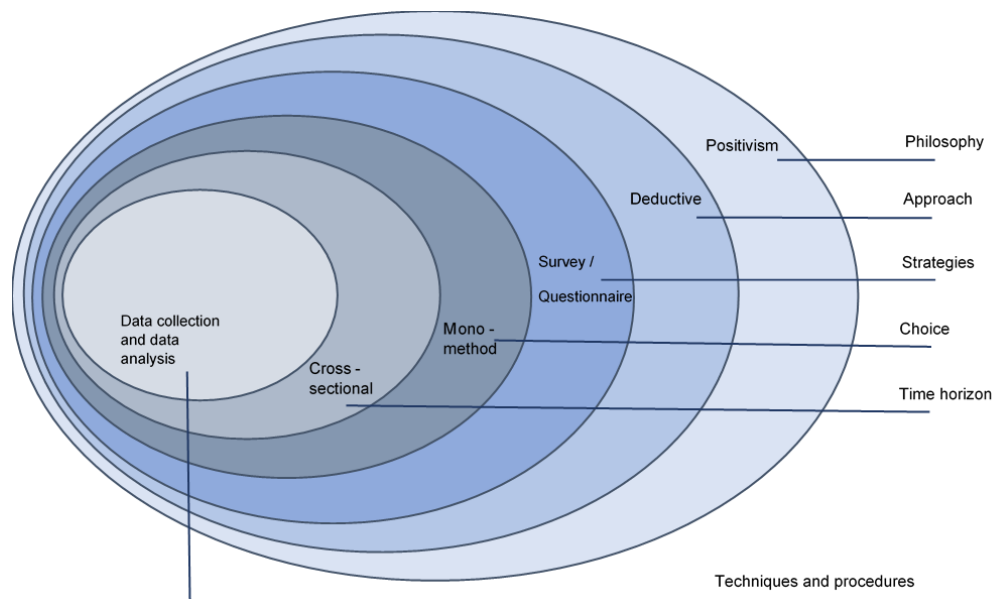 Positivism
Philosophy
Deductive
Approach
Survey /
Questionnaire
Strategies
Mono -
method
Choice
Cross -
sectional
Time horizon
Data collection
and data
analysis
Techniques and procedures